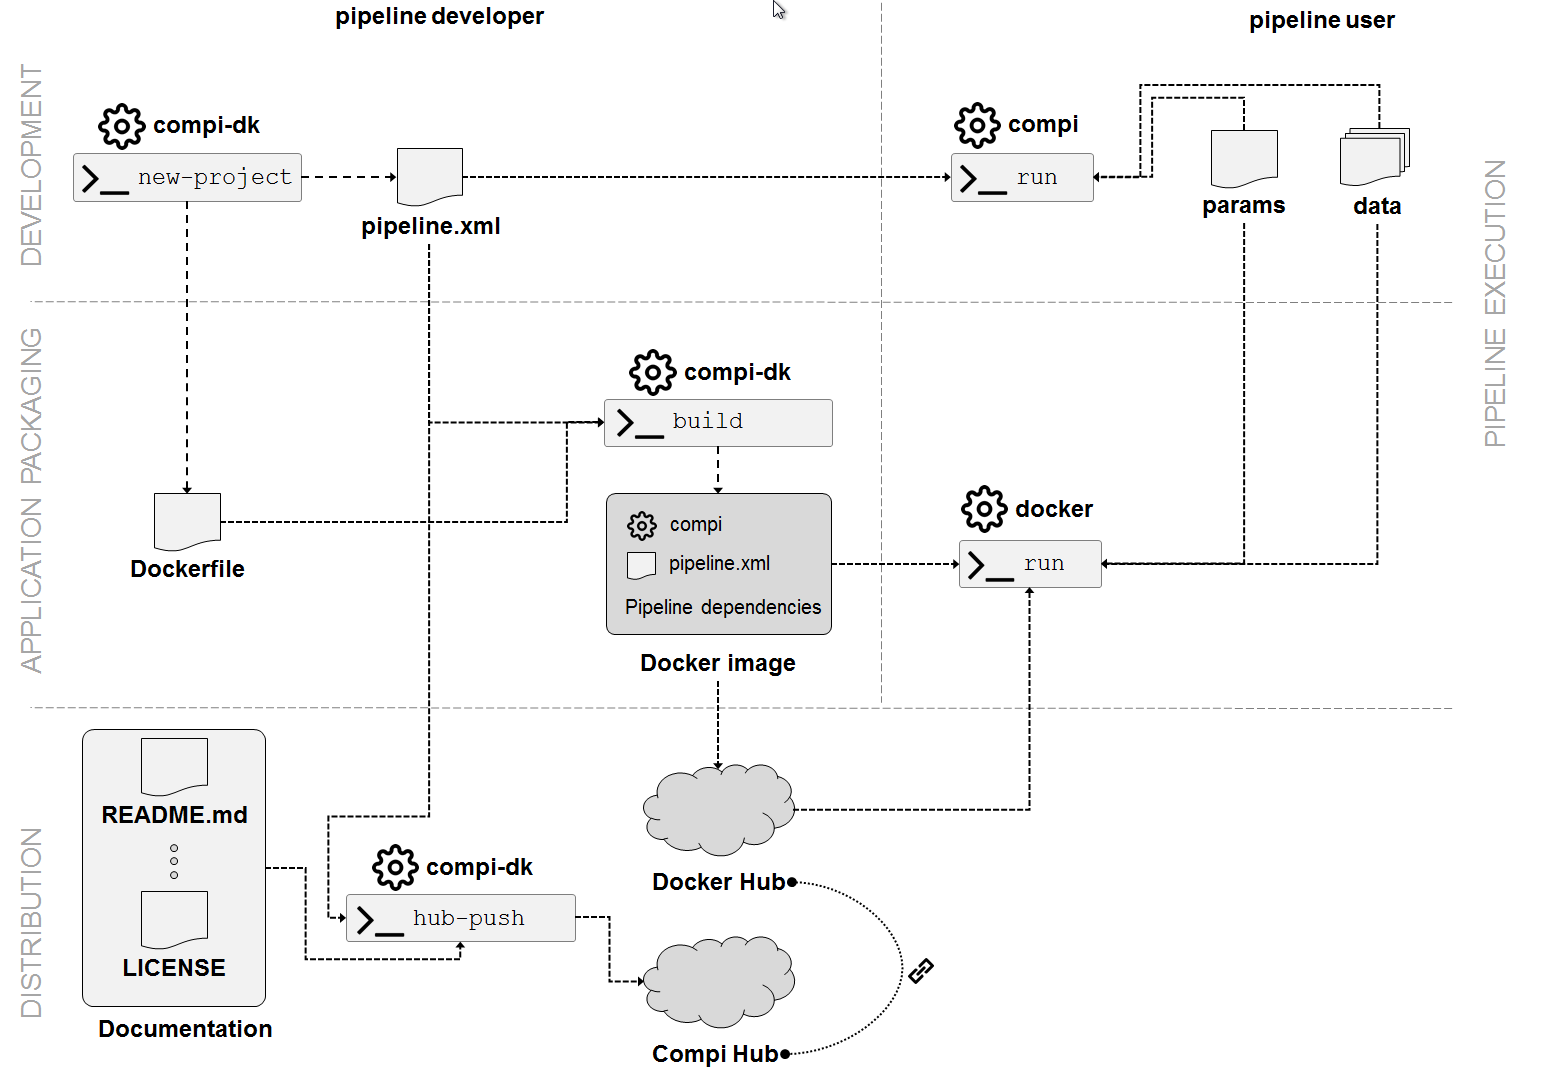 pipeline developer
pipeline user
DEVELOPMENT
compi-dk
new-project
pipeline.xml
compi
run
params
data
PIPELINE EXECUTION
APPLICATION PACKAGING
compi-dk
build
Dockerfile
compi
pipeline.xml
Pipeline dependencies
Docker image
docker
run
DISTRIBUTION
README.md
LICENSE
Documentation
compi-dk
hub-push
Docker Hub
Compi Hub